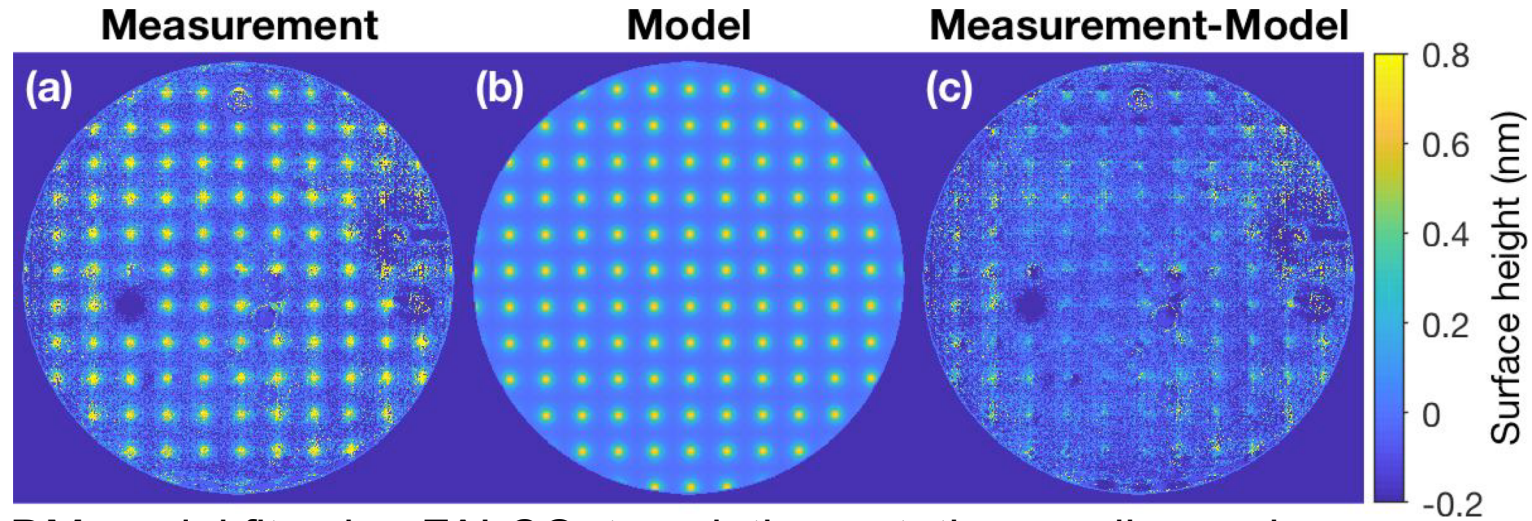 Measurement
Model
Measurement-Model
(a)
(b)
(c)
0.8
0.6
0.4
0.2
0
-0.2
Surface height (nm)